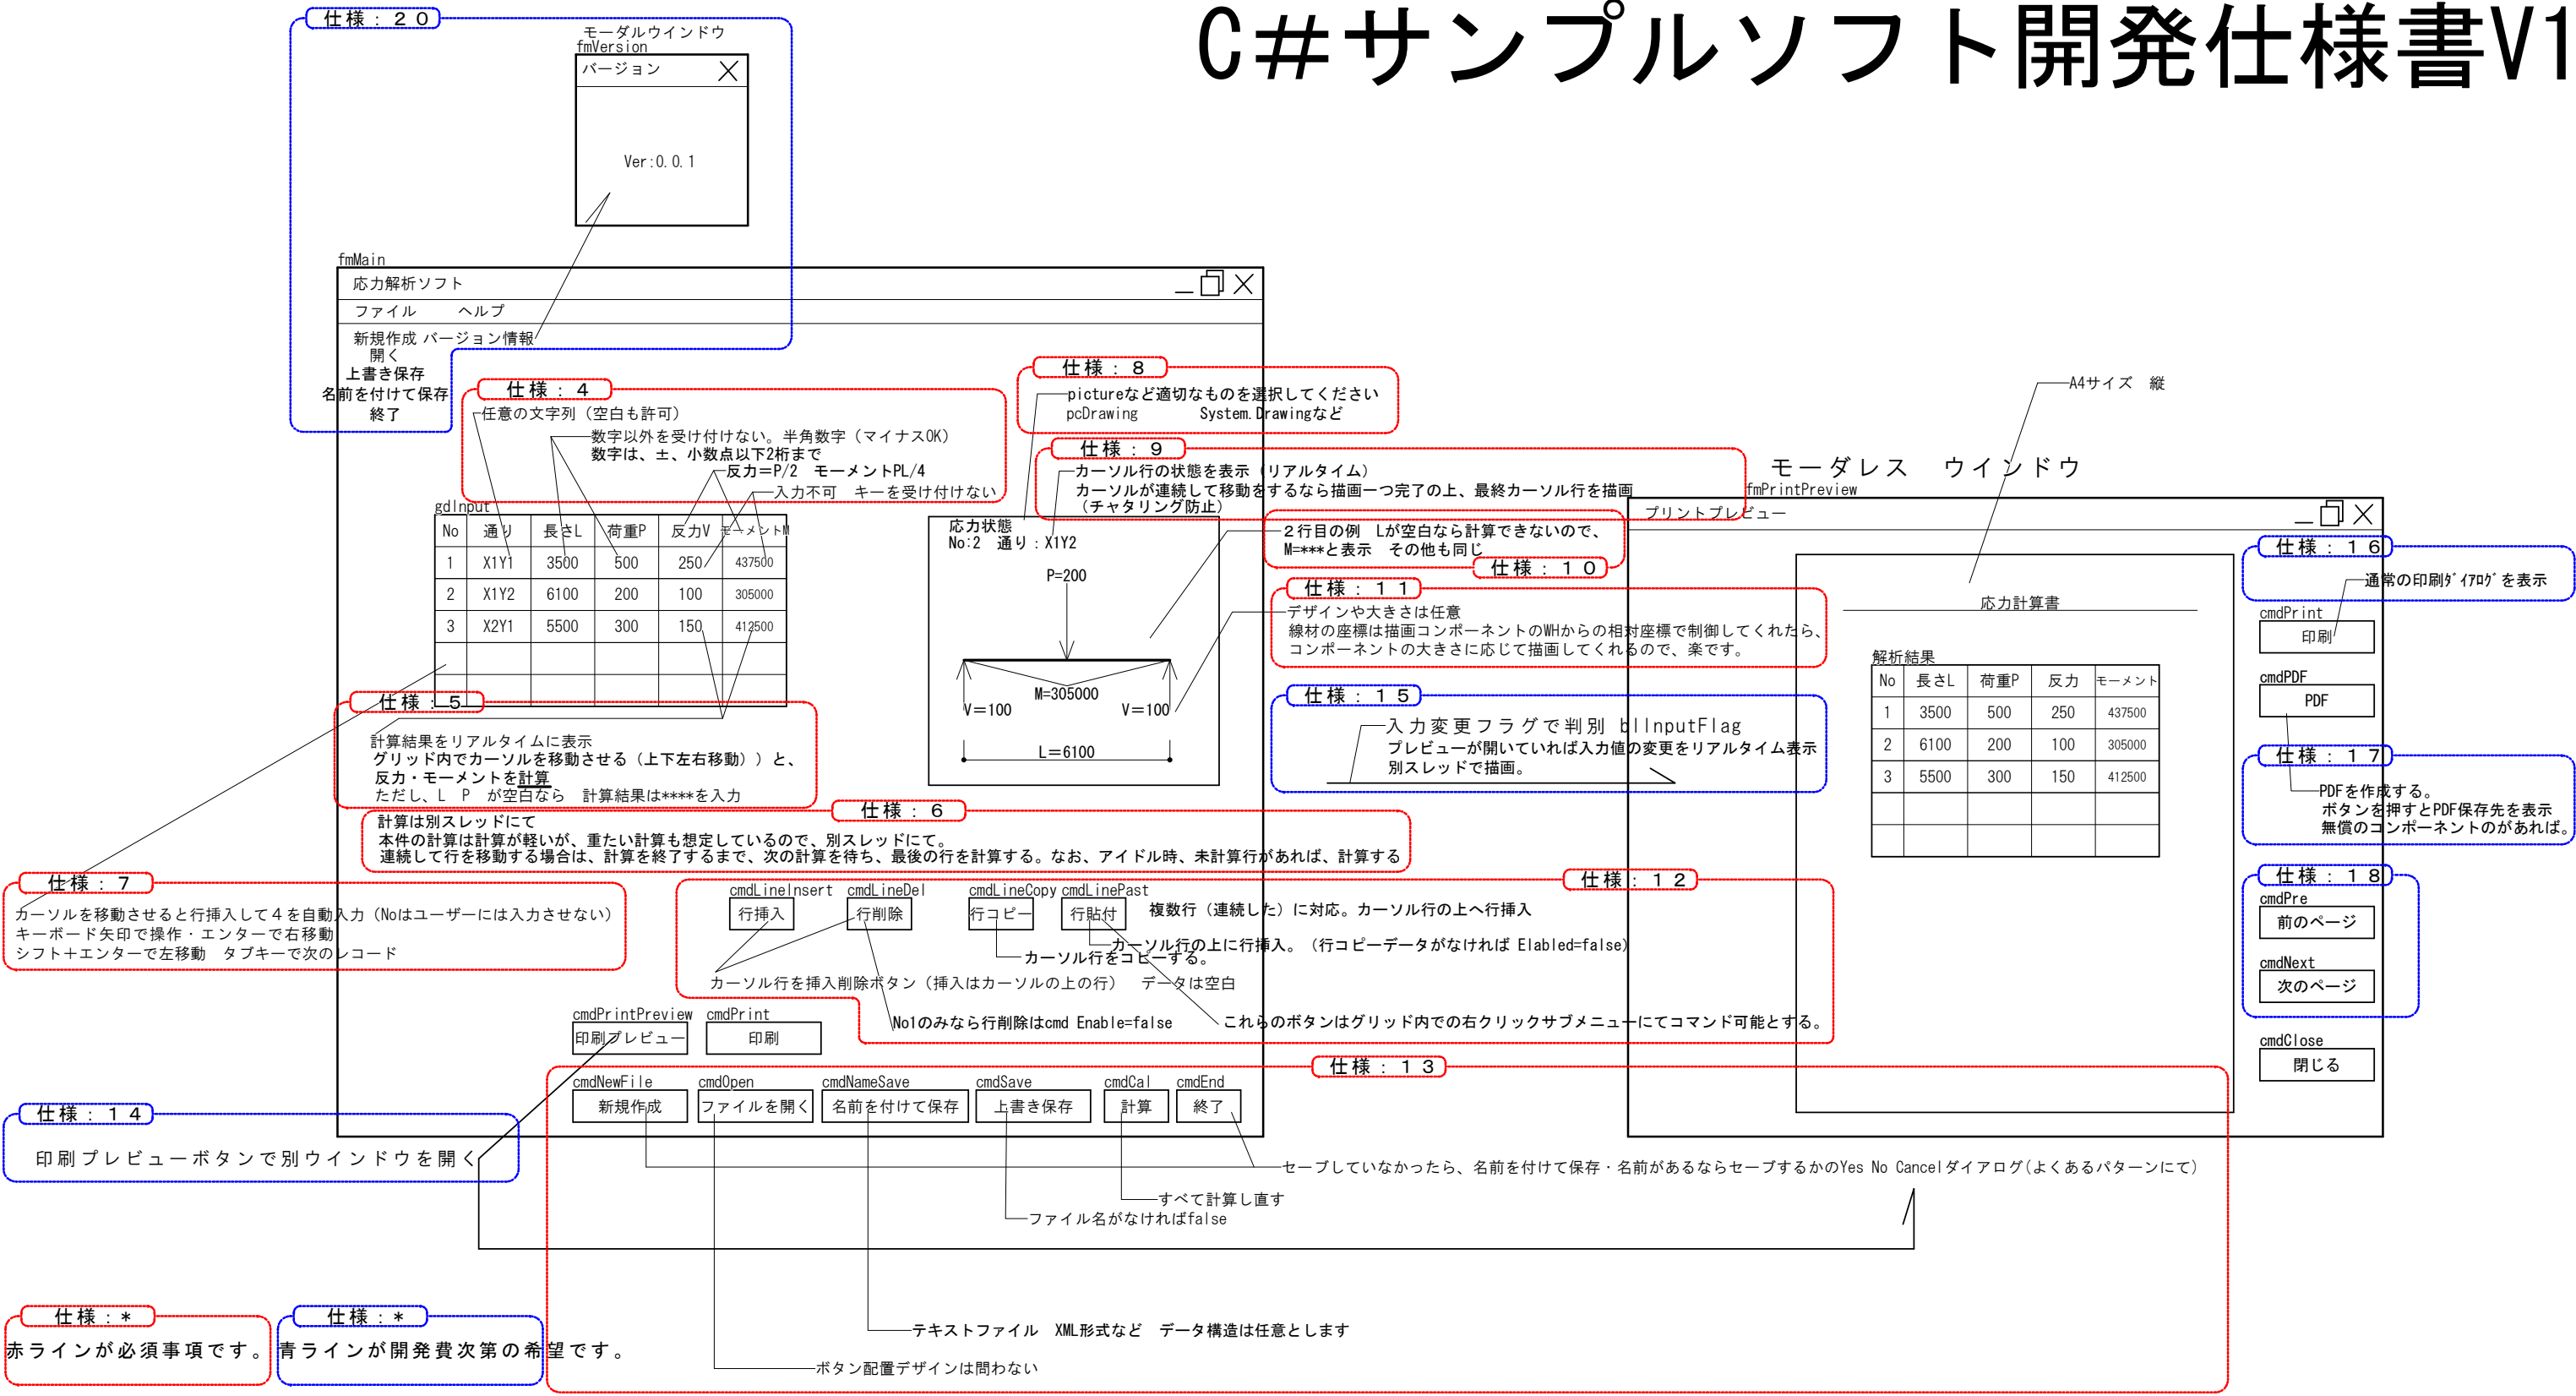 C＃サンプルソフト開発仕様書V1
仕様：２０
モーダルウインドウ
fmVersion
バージョン
Ver:0.0.1
fmMain
応力解析ソフト
ファイル　ヘルプ
新規作成 バージョン情報
開く
上書き保存
名前を付けて保存
終了
仕様：４
任意の文字列（空白も許可）
数字以外を受け付けない。半角数字（マイナスOK）
数字は、±、小数点以下2桁まで
反力＝P/2　モーメントPL/4
入力不可　キーを受け付けない
gdInput
No 通り 長さL 荷重P 反力V モーメントM
1 X1Y1 3500 500 250 437500
2 X1Y2 6100 200 100 305000
3 X2Y1 5500 300 150 412500
仕様：５
計算結果をリアルタイムに表示
グリッド内でカーソルを移動させる（上下左右移動））と、
反力・モーメントを計算
ただし、L　P　が空白なら　計算結果は****を入力
仕様：６
計算は別スレッドにて
本件の計算は計算が軽いが、重たい計算も想定しているので、別スレッドにて。
連続して行を移動する場合は、計算を終了するまで、次の計算を待ち、最後の行を計算する。なお、アイドル時、未計算行があれば、計算する
仕様：７
カーソルを移動させると行挿入して４を自動入力（Noはユーザーには入力させない）
キーボード矢印で操作・エンターで右移動
シフト＋エンターで左移動　タブキーで次のレコード
仕様：８
pictureなど適切なものを選択してください
pcDrawing　System.Drawingなど
仕様：９
カーソル行の状態を表示（リアルタイム）
カーソルが連続して移動をするなら描画一つ完了の上、最終カーソル行を描画
（チャタリング防止）
応力状態
No:2　通り：X1Y2
P=200
M=305000
V＝100
V＝100
L＝6100
２行目の例　Lが空白なら計算できないので、
M=***と表示　その他も同じ
仕様：１０
仕様：１１
デザインや大きさは任意
線材の座標は描画コンポーネントのWHからの相対座標で制御してくれたら、
コンポーネントの大きさに応じて描画してくれるので、楽です。
仕様：１５
入力変更フラグで判別 bllnputFlag
プレビューが開いていれば入力値の変更をリアルタイム表示
別スレッドで描画。
仕様：１２
cmdLineInsert cmdLineDel cmdLineCopy cmdLinePast
行挿入 行削除 行コピー 行貼付
複数行（連続した）に対応。カーソル行の上へ行挿入
カーソル行の上に行挿入。（行コピーデータがなければ Elabled=false）
カーソル行をコピーする。
カーソル行を挿入削除ボタン（挿入はカーソルの上の行）　データは空白
No1のみなら行削除はcmd Enable=false
これらのボタンはグリッド内での右クリックサブメニューにてコマンド可能とする。
cmdPrintPreview cmdPrint
印刷プレビュー 印刷
仕様：１３
cmdNewFile cmdOpen cmdNameSave cmdSave cmdCal cmdEnd
新規作成 ファイルを開く 名前を付けて保存 上書き保存 計算 終了
仕様：１４
印刷プレビューボタンで別ウインドウを開く
セーブしていなかったら、名前を付けて保存・名前があるならセーブするかのYes No Cancelダイアログ(よくあるパターンにて)
すべて計算し直す
ファイル名がなければfalse
テキストファイル　XML形式など　データ構造は任意とします
ボタン配置デザインは問わない
仕様：*
赤ラインが必須事項です。
仕様：*
青ラインが開発費次第の希望です。
A4サイズ　縦
モーダレス　ウインドウ
fmPrintPreview
プリントプレビュー
応力計算書
解析結果
No 長さL 荷重P 反力 モーメント
1 3500 500 250 437500
2 6100 200 100 305000
3 5500 300 150 412500
仕様：１６
通常の印刷ﾀﾞｲｱﾛｸﾞを表示
cmdPrint
印刷
cmdPDF
PDF
仕様：１７
PDFを作成する。
ボタンを押すとPDF保存先を表示
無償のコンポーネントのがあれば。
仕様：１８
cmdPre
前のページ
cmdNext
次のページ
cmdClose
閉じる